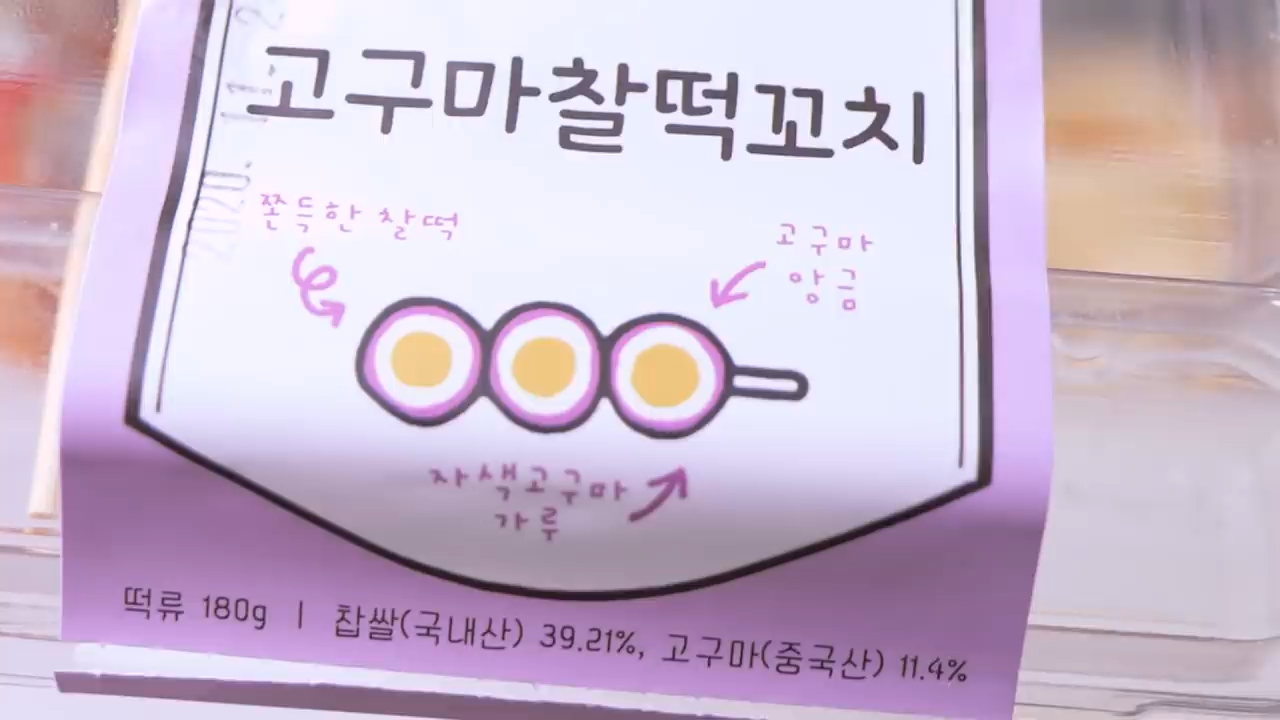 고구마찰떡꼬치
쫀득한 찰떡
고구마
앙금
자색고구마
가루
떡류 180g | 찹쌀(국내산) 39.21%, 고구마(중국산) 11.4%